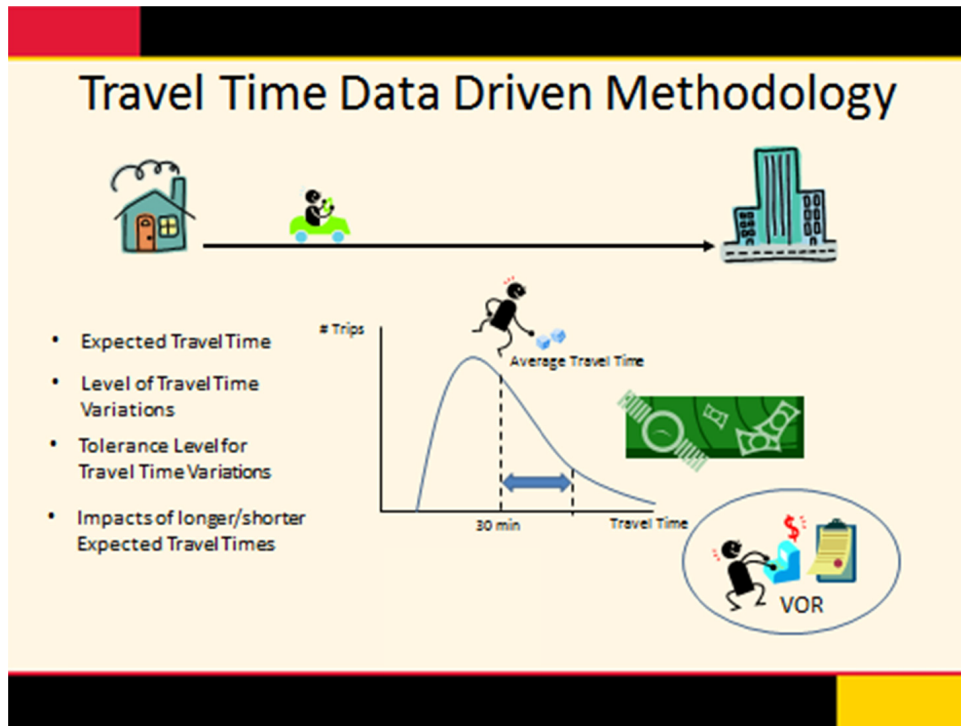 Travel Time Data Driven Methodology
• Expected Travel Time
• Level of Travel Time
Variations
• Tolerance Level for
Travel Time Variations
• Impacts of longer/shorter
Expected Travel Times
# Trips
Average Travel Time
30 min
Travel Time
$
VOR